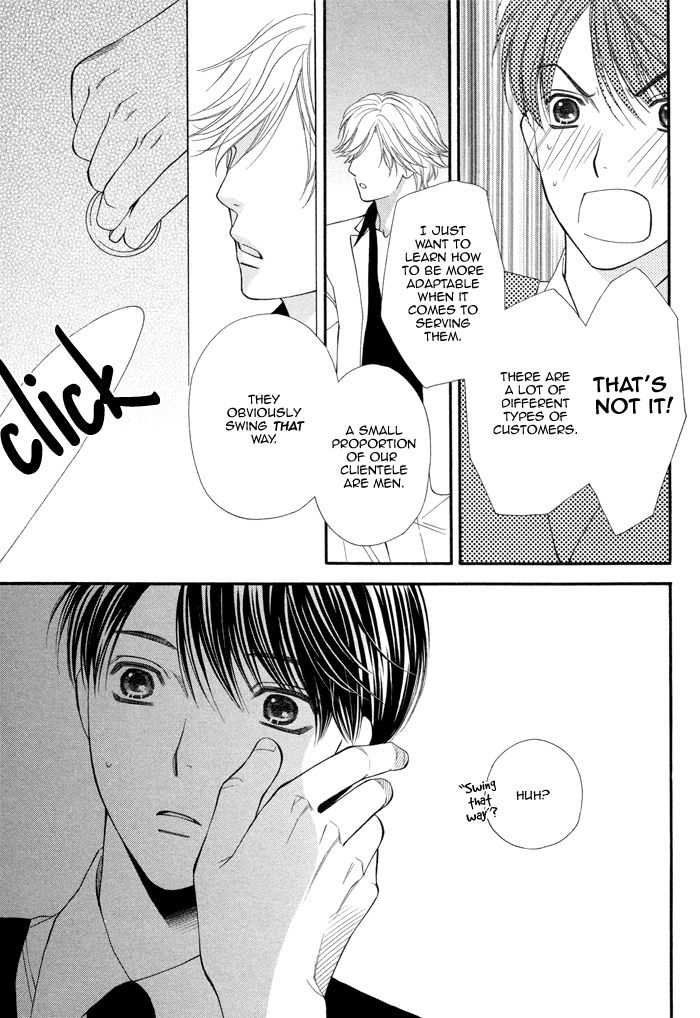 THAT'S
NOT IT!
THERE ARE
A LOT OF
DIFFERENT
TYPES OF
CUSTOMERS.
I JUST
WANT TO
LEARN HOW
TO BE MORE
ADAPTABLE
WHEN IT
COMES TO
SERVING
THEM.
A SMALL
PROPORTION
OF OUR
CLIENTELE
ARE MEN.
THEY
OBVIOUSLY
SWING THAT
WAY.
click
HUH?
"Swing
that
way"?